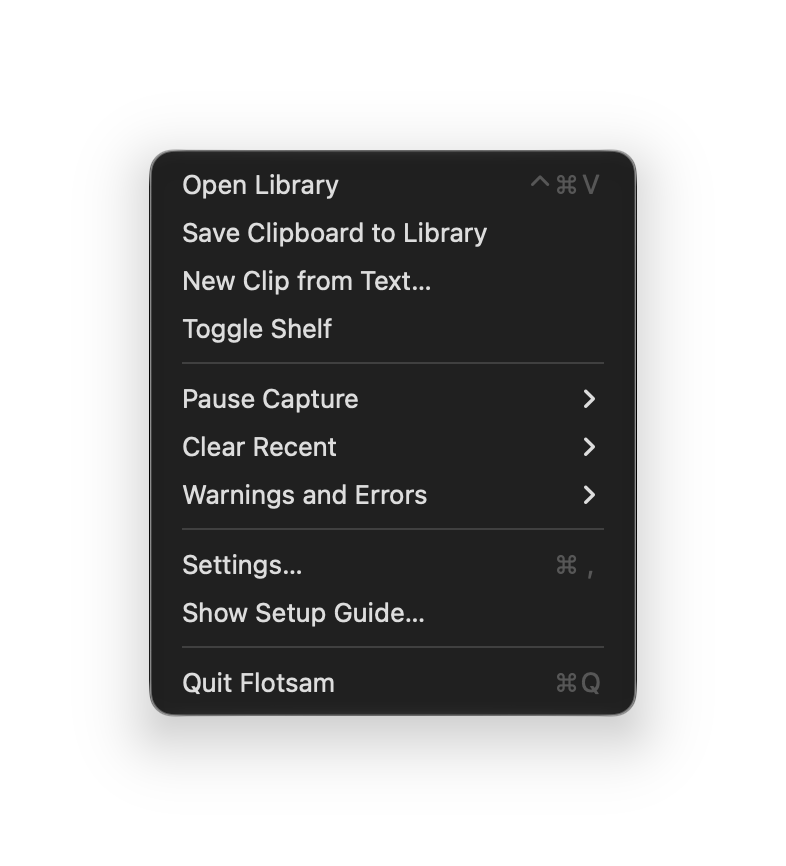 Open Library ⌃⌘V
Save Clipboard to Library
New Clip from Text…
Toggle Shelf
Pause Capture
Clear Recent
Warnings and Errors
Settings… ⌘,
Show Setup Guide…
Quit Flotsam ⌘Q